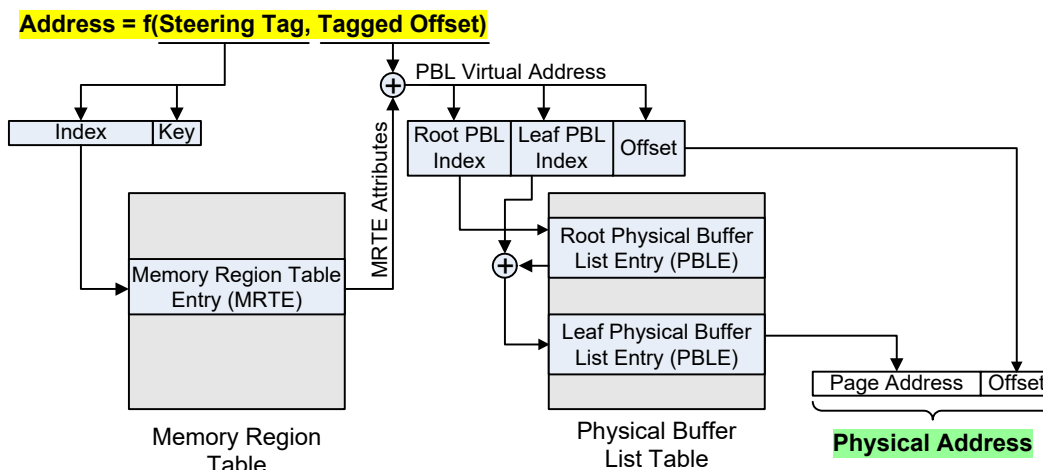 Address = f(Steering Tag, Tagged Offset)
PBL Virtual Address
Index
Key
MRTE Attributes
Root PBL
Index
Leaf PBL
Index
Offset
Memory Region Table
Entry (MRTE)
Root Physical Buffer
List Entry (PBLE)
Leaf Physical Buffer
List Entry (PBLE)
Page Address
Offset
Physical Address
Memory Region
Table
Physical Buffer
List Table